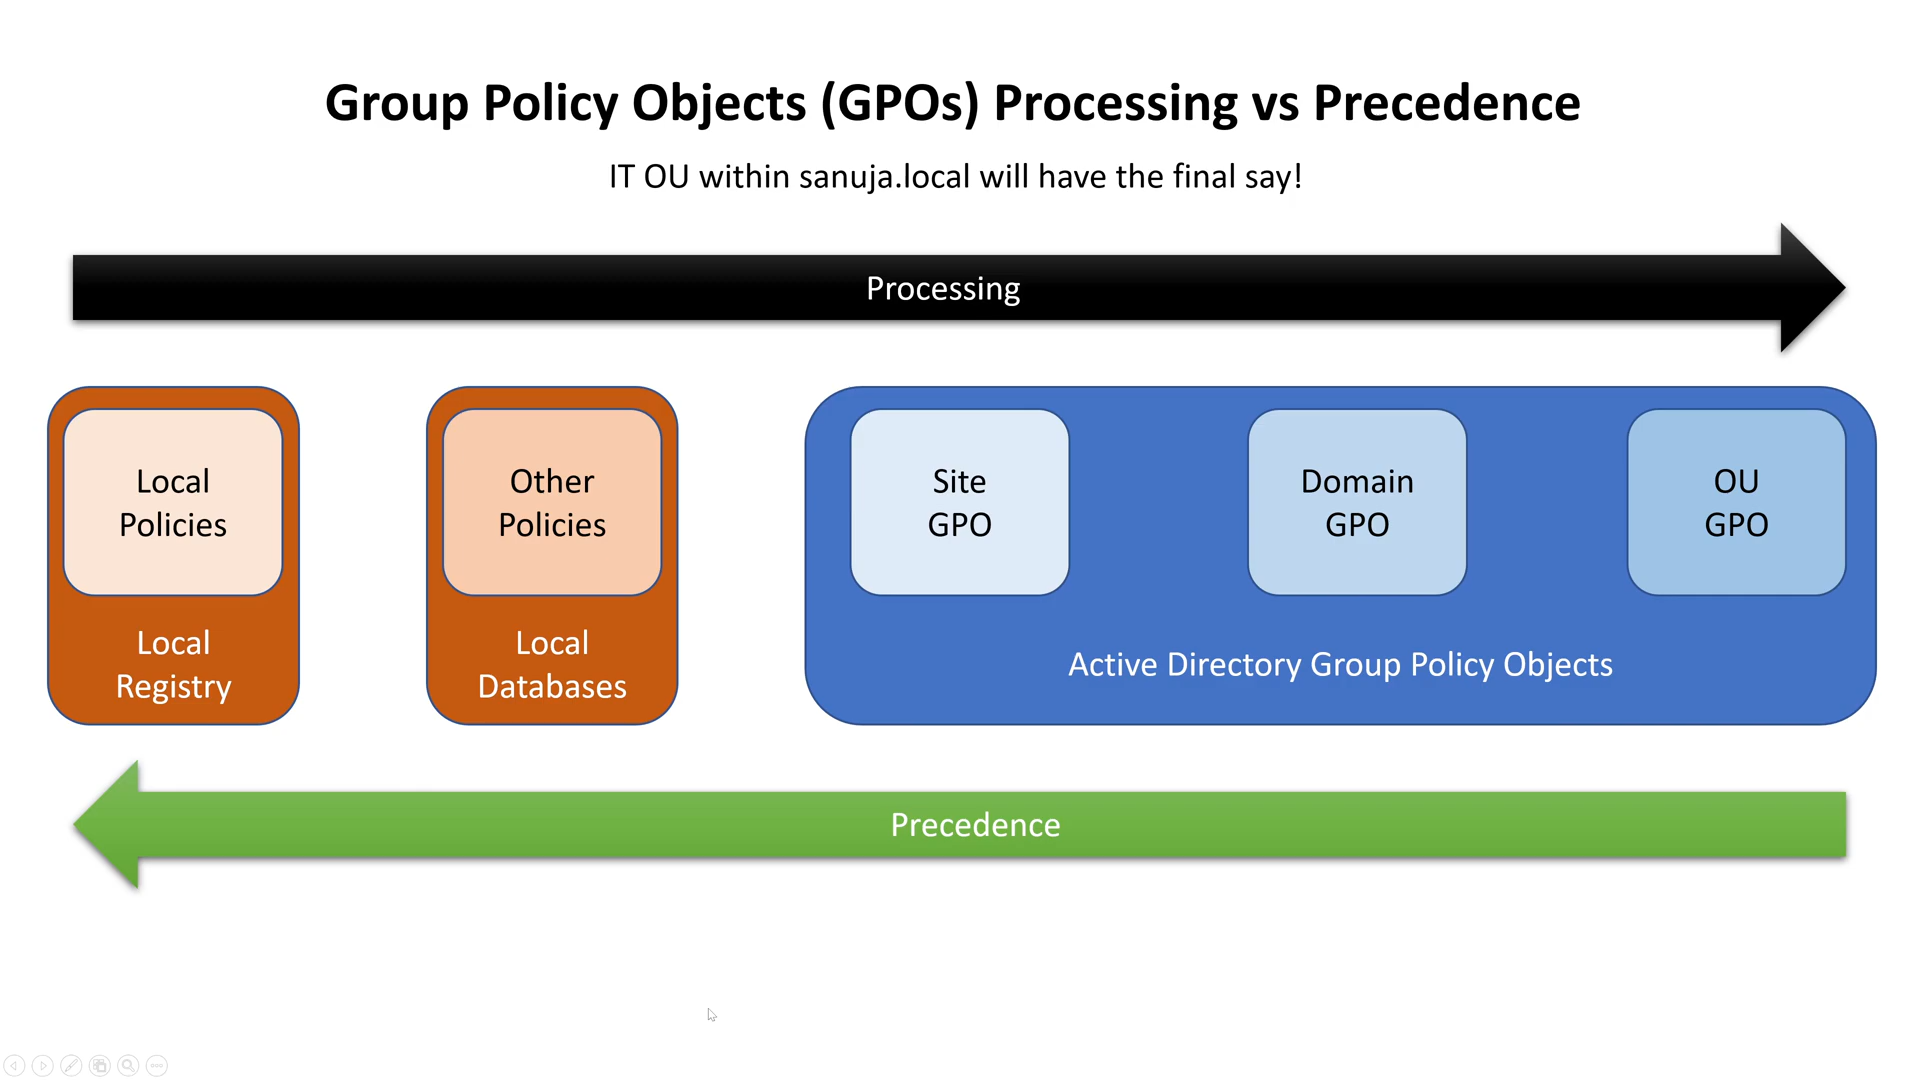 Group Policy Objects (GPOs) Processing vs Precedence
IT OU within sanuja.local will have the final say!
Processing
Local
Policies
Local
Registry
Other
Policies
Local
Databases
Site
GPO
Domain
GPO
OU
GPO
Active Directory Group Policy Objects
Precedence